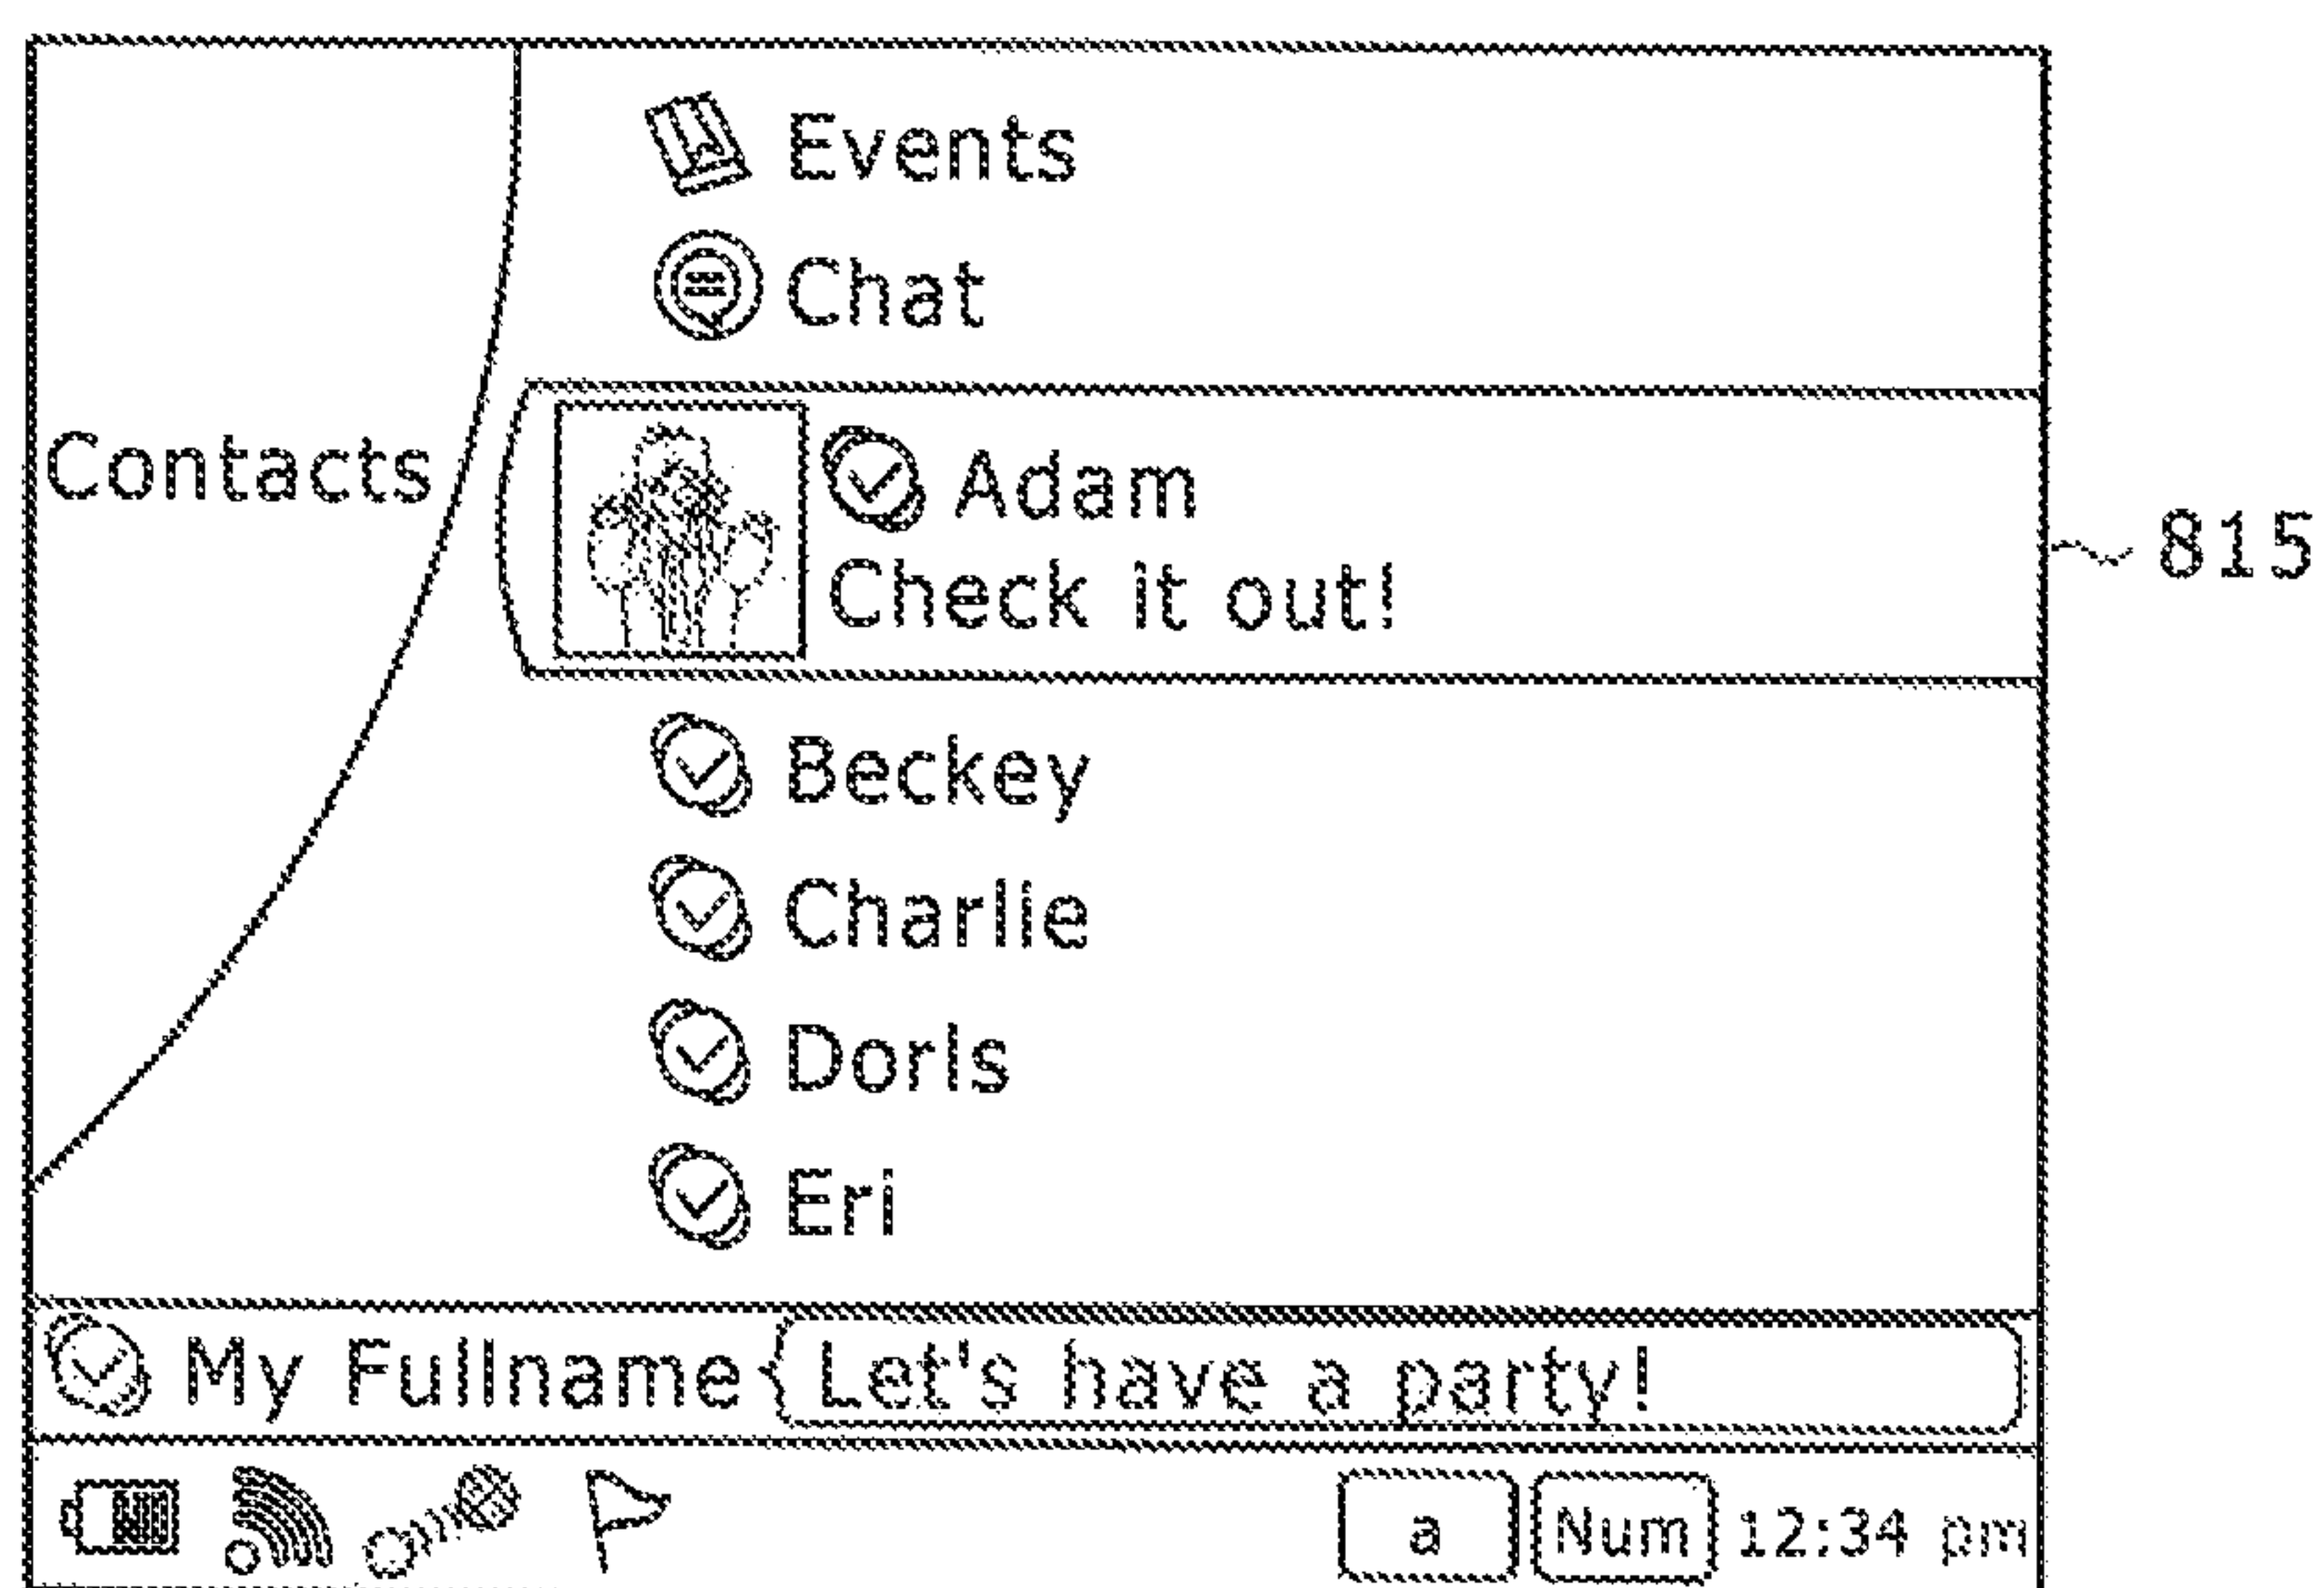 Events
Chat
Contacts
Adam
Check it out!
815
Beckey
Charlie
Dorls
Eri
My Fullname Let's have a party!
a Num 12:34 pm